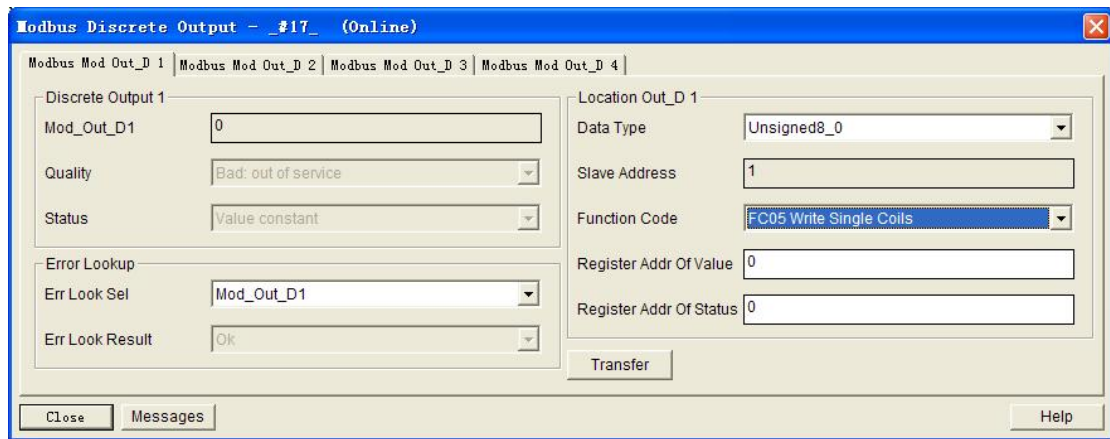 Modbus Discrete Output - _#17_ (Online)
Modbus Mod Out_D 1 Modbus Mod Out_D 2 Modbus Mod Out_D 3 Modbus Mod Out_D 4
Discrete Output 1
Mod_Out_D1 0
Quality Bad: out of service
Status Value constant
Error Lookup
Err Look Sel Mod_Out_D1
Err Look Result Ok
Location Out_D 1
Data Type Unsigned8_0
Slave Address 1
Function Code FC05 Write Single Coils
Register Addr Of Value 0
Register Addr Of Status 0
Transfer
Close Messages Help